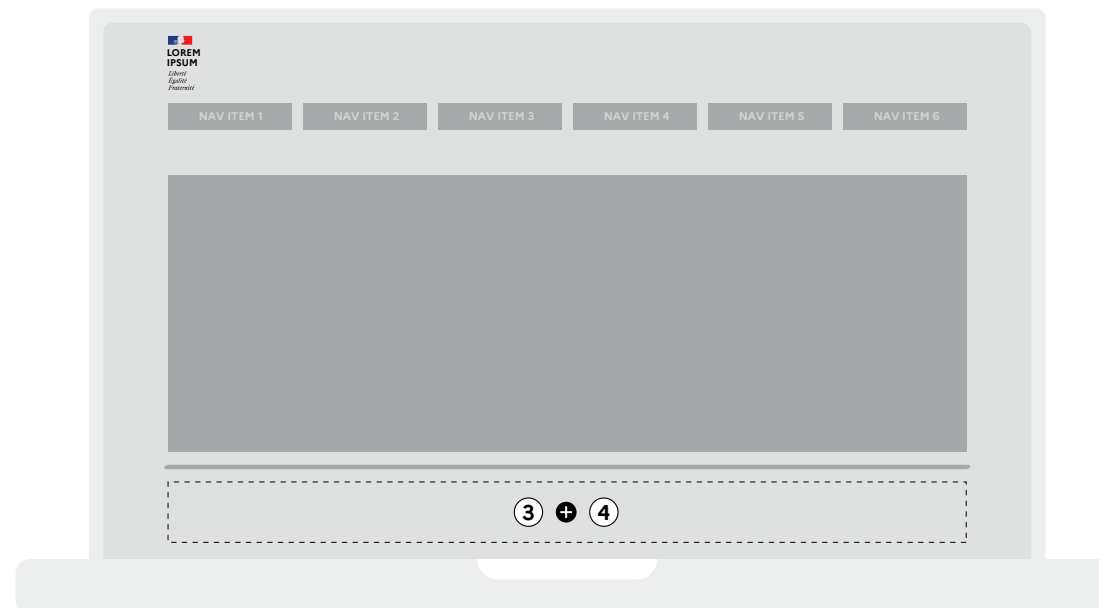 LOREM
IPSUM
Liberté
Égalité
Fraternité
NAV ITEM 1 NAV ITEM 2 NAV ITEM 3 NAV ITEM 4 NAV ITEM 5 NAV ITEM 6
3 + 4